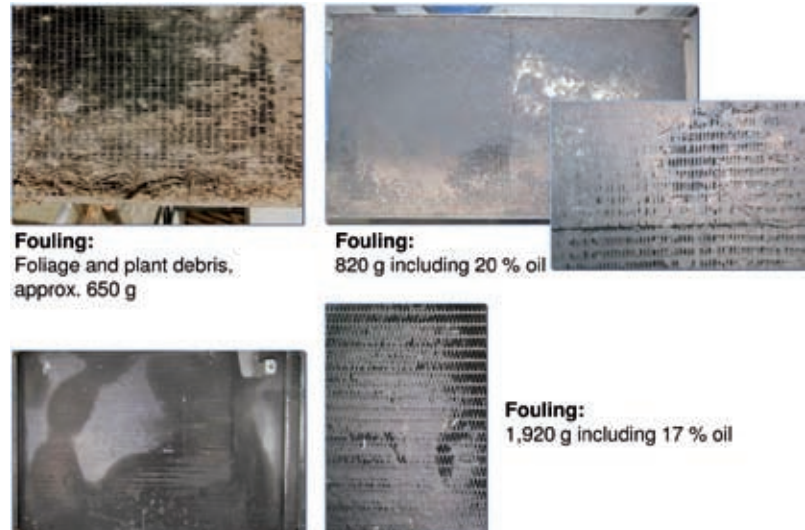 Fouling:
Foliage and plant debris,
approx. 650 g
Fouling:
820 g including 20 % oil
Fouling:
1,920 g including 17 % oil